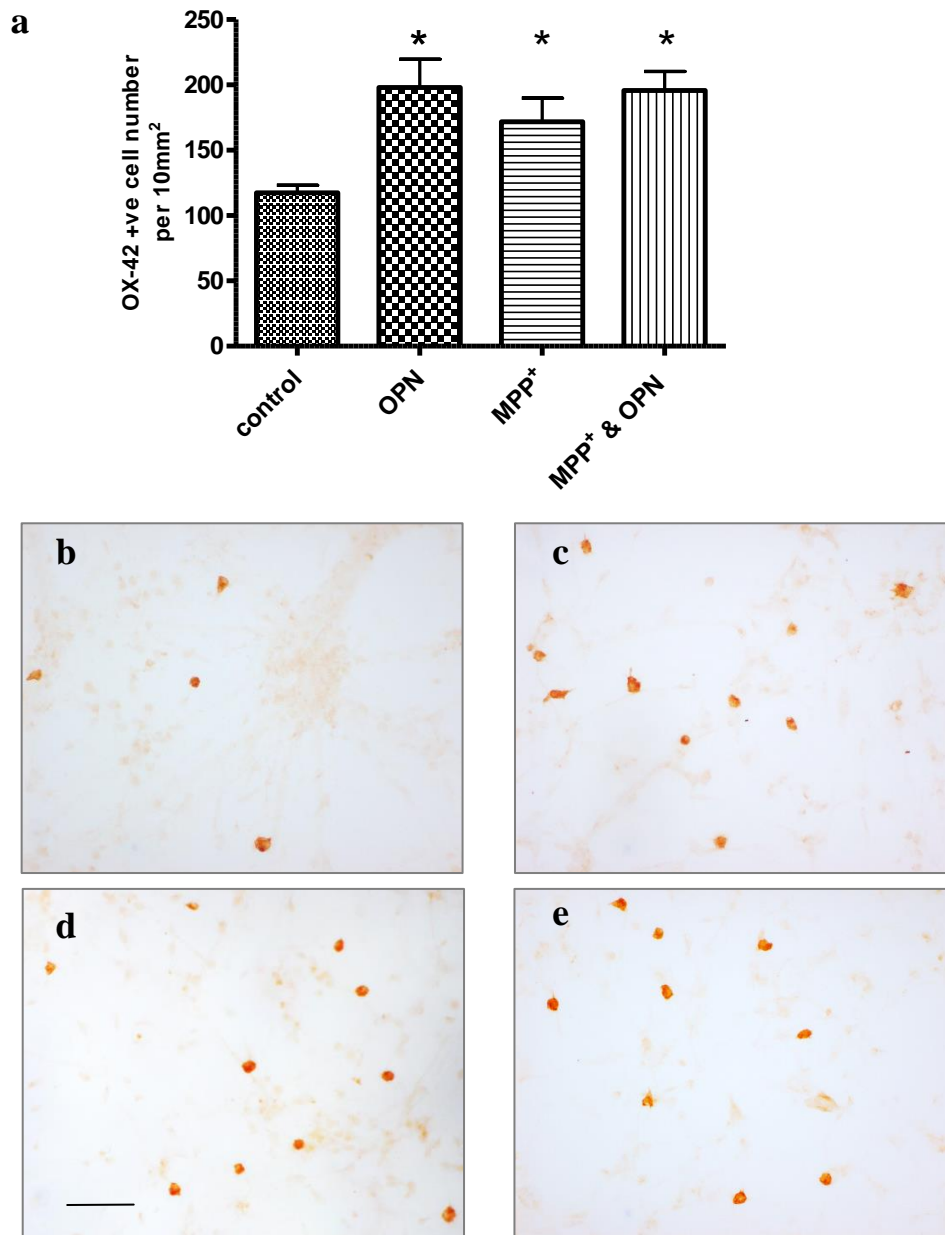 a
OX-42 +ve cell number
per 10mm²
250
200
150
100
50
0
* * *
control
OPN
MPP⁺
MPP⁺ & OPN
b
c
d
e